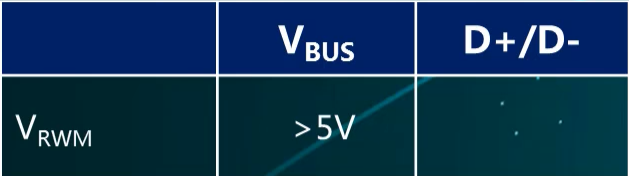 VBUS D+/D-
VRWM >5V